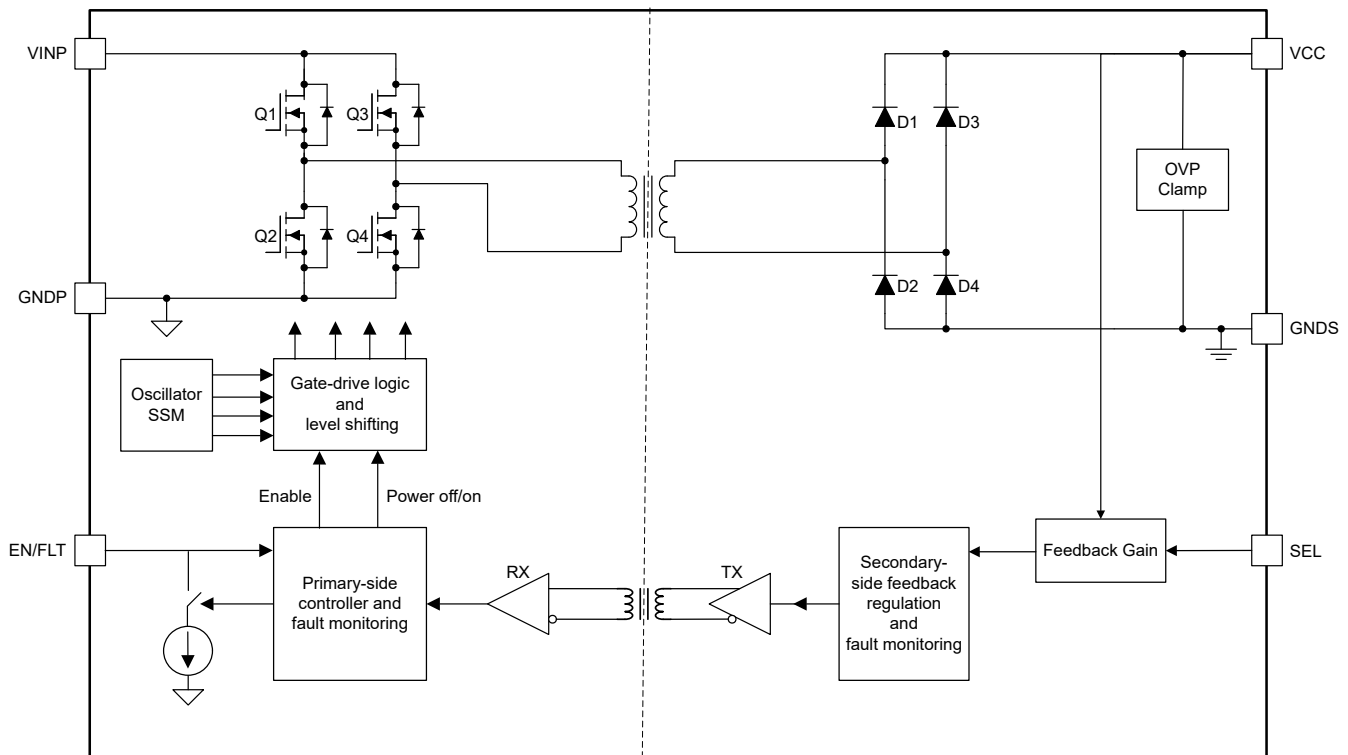 VINP
VCC
Q1
Q3
D1
D3
OVP
Clamp
Q2
Q4
D2
D4
GNDP
GNDS
Oscillator
SSM
Gate-drive logic
and
level shifting
Enable
Power off/on
EN/FLT
SEL
Primary-side
controller and
fault monitoring
RX
TX
Secondary-
side feedback
regulation
and
fault monitoring
Feedback Gain